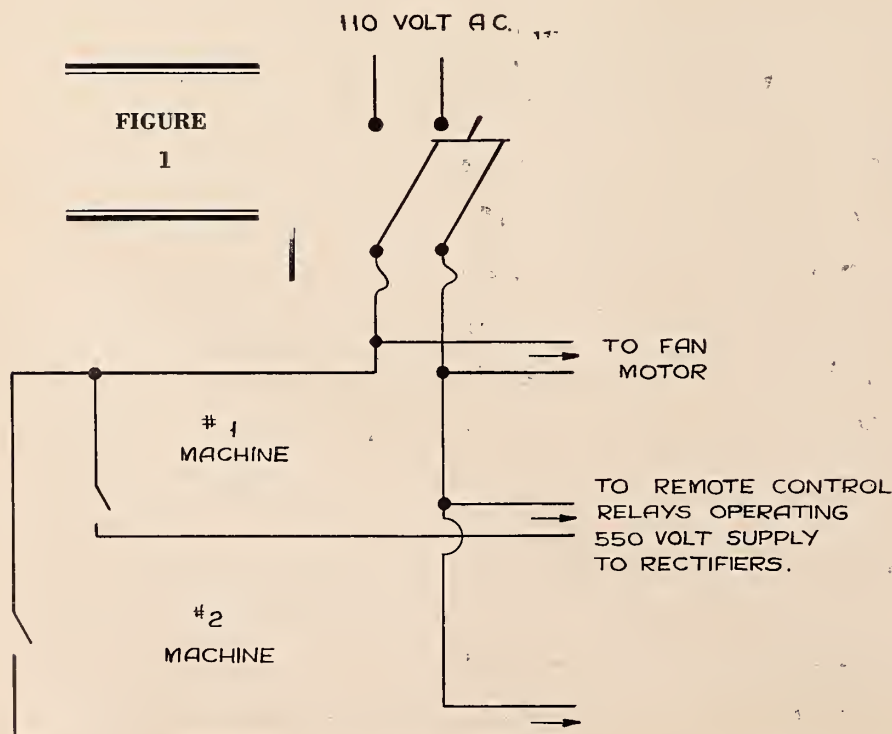 110 VOLT A.C.
FIGURE
1
TO FAN
MOTOR
#1
MACHINE
TO REMOTE CONTROL
RELAYS OPERATING
550 VOLT SUPPLY
TO RECTIFIERS.
#2
MACHINE